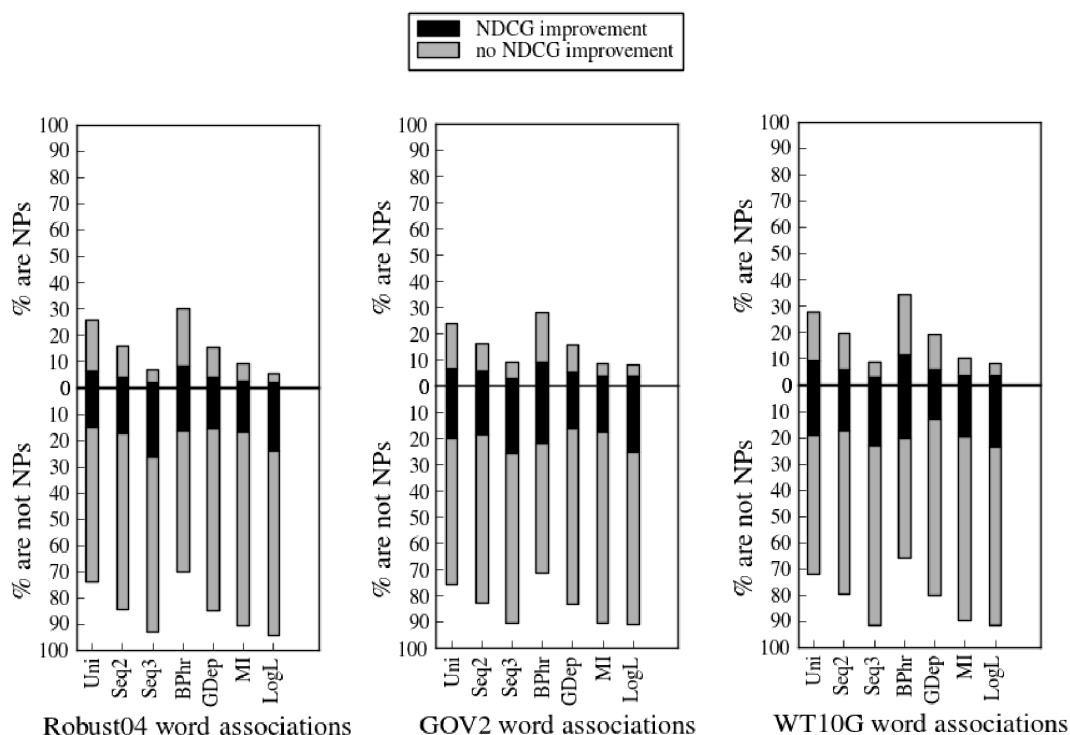 NDCG improvement
no NDCG improvement
% are NPs
% are not NPs
100
90
80
70
60
50
40
30
20
10
0
10
20
30
40
50
60
70
80
90
100
Uni
Seq2
Seq3
BPhr
GDep
MI
LogL
Robust04 word associations
% are NPs
% are not NPs
100
90
80
70
60
50
40
30
20
10
0
10
20
30
40
50
60
70
80
90
100
Uni
Seq2
Seq3
BPhr
GDep
MI
LogL
GOV2 word associations
% are NPs
% are not NPs
100
90
80
70
60
50
40
30
20
10
0
10
20
30
40
50
60
70
80
90
100
Uni
Seq2
Seq3
BPhr
GDep
MI
LogL
WT10G word associations